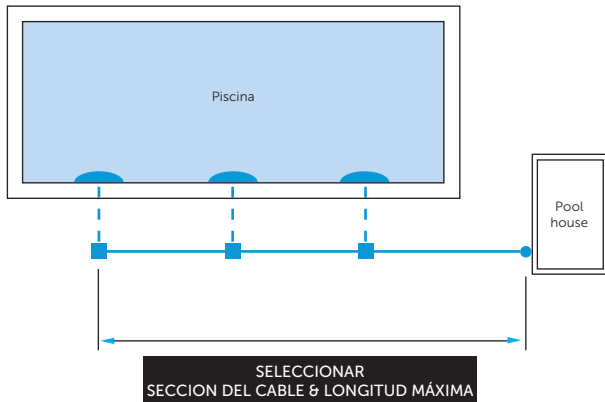 Piscina
Pool
house
SELECCIONAR
SECCION DEL CABLE & LONGITUD MÁXIMA